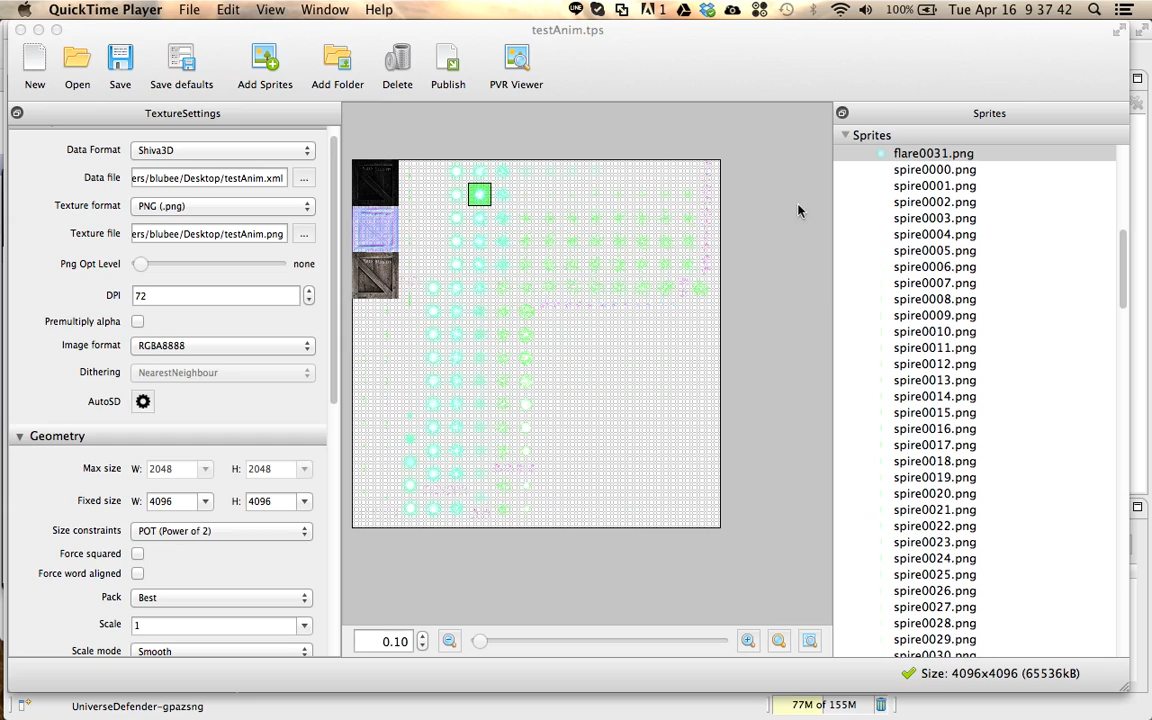 QuickTime Player File Edit View Window Help 1 100% Tue Apr 16 9 37 42
testAnim.tps
New Open Save Save defaults Add Sprites Add Folder Delete Publish PVR Viewer
TextureSettings
Sprites
Data Format Shiva3D
Data file ers/blubee/Desktop/testAnim.xml ...
Texture format PNG (.png)
Texture file ers/blubee/Desktop/testAnim.png ...
Png Opt Level none
DPI 72
Premultiply alpha
Image format RGBA8888
Dithering NearestNeighbour
AutoSD
Geometry
Max size W: 2048 H: 2048
Fixed size W: 4096 H: 4096
Size constraints POT (Power of 2)
Force squared
Force word aligned
Pack Best
Scale 1
Scale mode Smooth
0.10
Sprites
flare0031.png
spire0000.png
spire0001.png
spire0002.png
spire0003.png
spire0004.png
spire0005.png
spire0006.png
spire0007.png
spire0008.png
spire0009.png
spire0010.png
spire0011.png
spire0012.png
spire0013.png
spire0014.png
spire0015.png
spire0016.png
spire0017.png
spire0018.png
spire0019.png
spire0020.png
spire0021.png
spire0022.png
spire0023.png
spire0024.png
spire0025.png
spire0026.png
spire0027.png
spire0028.png
spire0029.png
spire0030.png
Size: 4096x4096 (65536kB)
UniverseDefender-gpazsng
77M of 155M